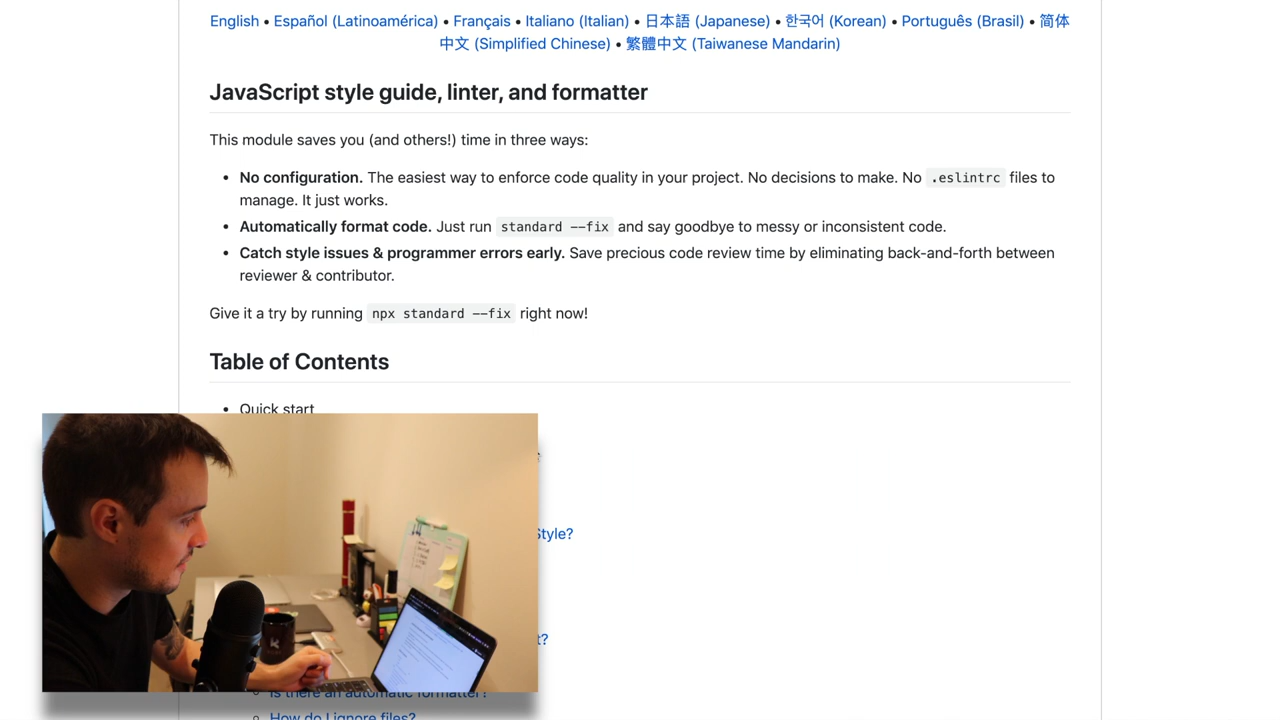 English • Español (Latinoamérica) • Français • Italiano (Italian) • 日本語 (Japanese) • 한국어 (Korean) • Português (Brasil) • 简体
中文 (Simplified Chinese) • 繁體中文 (Taiwanese Mandarin)
JavaScript style guide, linter, and formatter
This module saves you (and others!) time in three ways:
• No configuration. The easiest way to enforce code quality in your project. No decisions to make. No .eslintrc files to
manage. It just works.
• Automatically format code. Just run standard --fix and say goodbye to messy or inconsistent code.
• Catch style issues & programmer errors early. Save precious code review time by eliminating back-and-forth between
reviewer & contributor.
Give it a try by running npx standard --fix right now!
Table of Contents
• Quick start
Style?
t?
Is there an automatic formatter?
How do I ignore files?